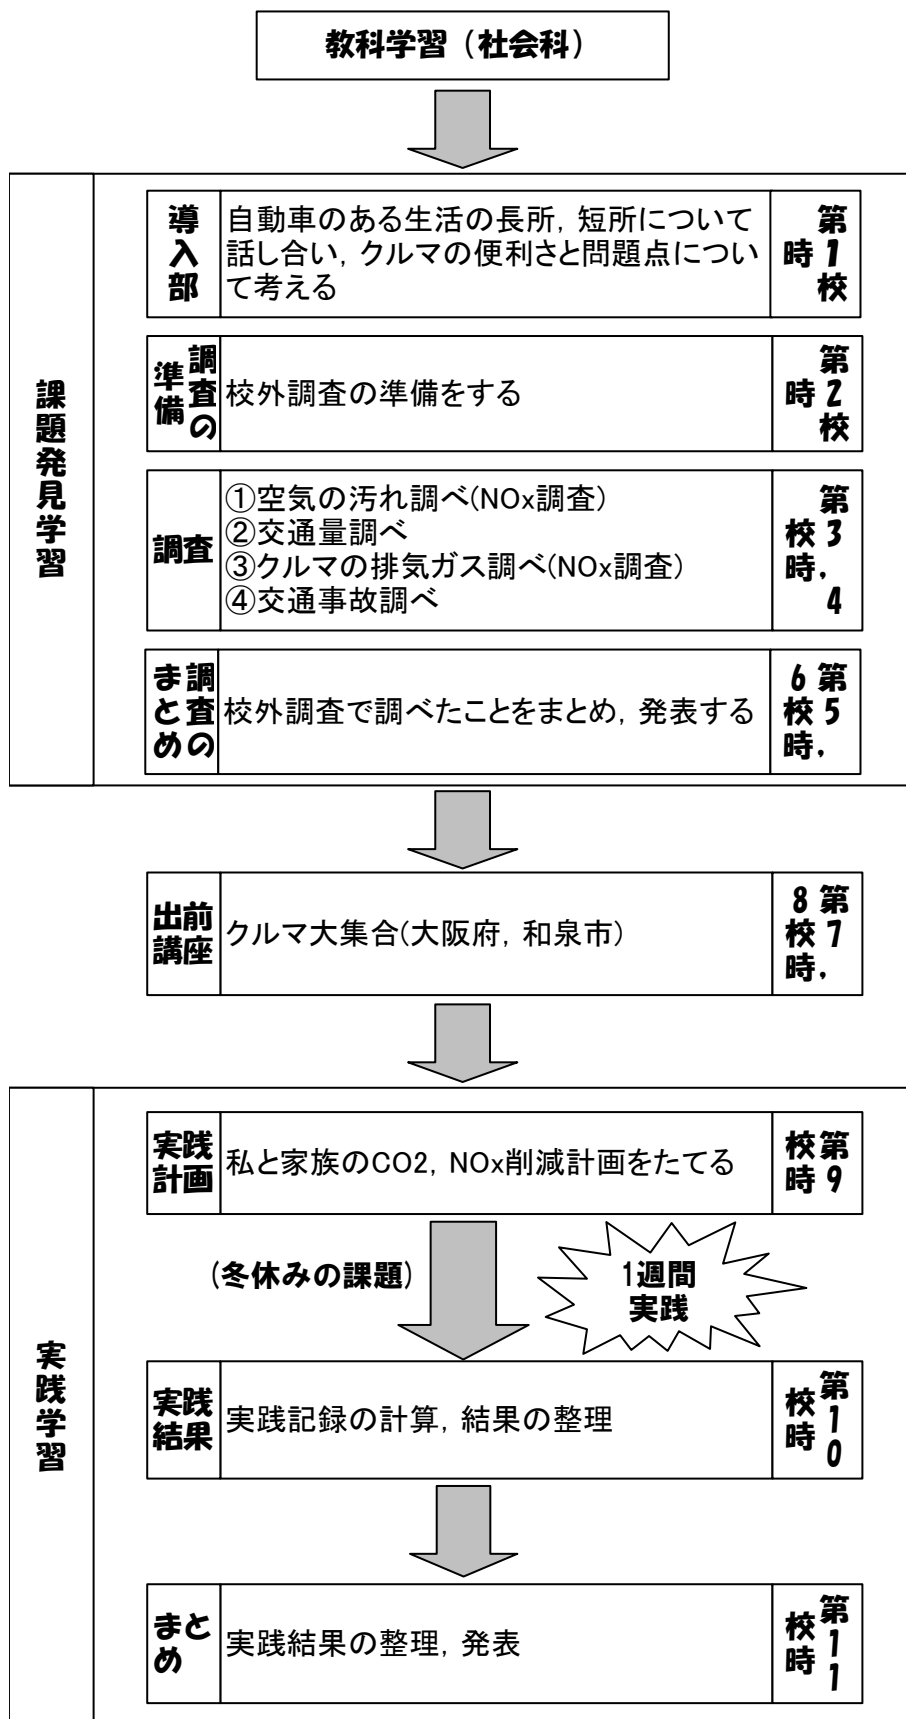 教科学習（社会科）
課題発見学習
導入部
自動車のある生活の長所，短所について
話し合い，クルマの便利さと問題点につい
て考える
第1校時
調査の準備
校外調査の準備をする
第2校時
調査
①空気の汚れ調べ(NOx調査）
②交通量調べ
③クルマの排気ガス調べ(NOx調査）
④交通事故調べ
第3，4校時
調査のまとめ
校外調査で調べたことをまとめ，発表する
第5，6校時
出前
講座
クルマ大集合(大阪府，和泉市）
第7，8校時
実践学習
実践
計画
私と家族のCO2，NOx削減計画をたてる
第9校時
（冬休みの課題）
1週間
実践
実践
結果
実践記録の計算，結果の整理
第10校時
まと
め
実践結果の整理，発表
第11校時